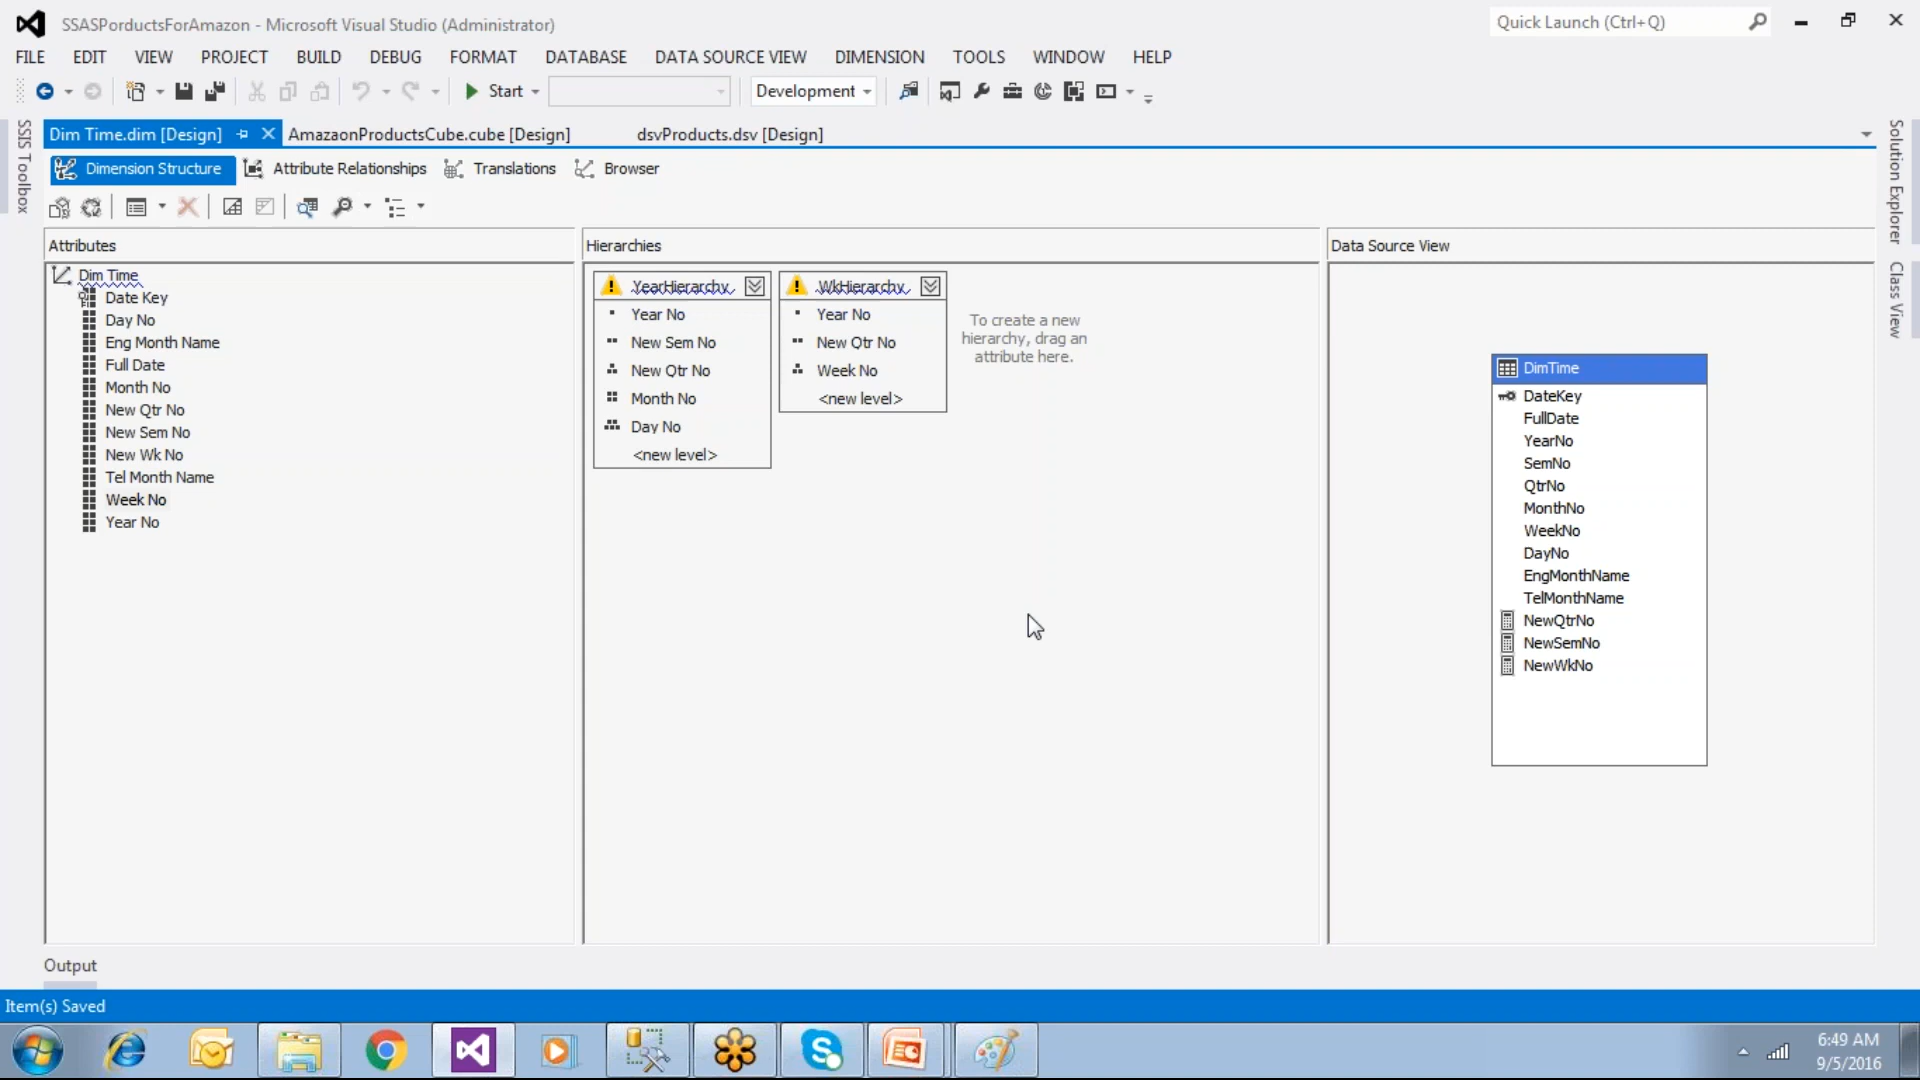 SSASPorductsForAmazon - Microsoft Visual Studio (Administrator)
Quick Launch (Ctrl+Q)
FILE EDIT VIEW PROJECT BUILD DEBUG FORMAT DATABASE DATA SOURCE VIEW DIMENSION TOOLS WINDOW HELP
Start Development
SSIS Toolbox
Dim Time.dim [Design] AmazaonProductsCube.cube [Design] dsvProducts.dsv [Design]
Solution Explorer
Class View
Dimension Structure Attribute Relationships Translations Browser
Attributes
Dim Time
Date Key
Day No
Eng Month Name
Full Date
Month No
New Qtr No
New Sem No
New Wk No
Tel Month Name
Week No
Year No
Hierarchies
YearHierarchy
Year No
New Sem No
New Qtr No
Month No
Day No
<new level>
WkHierarchy
Year No
New Qtr No
Week No
<new level>
To create a new
hierarchy, drag an
attribute here.
Data Source View
DimTime
DateKey
FullDate
YearNo
SemNo
QtrNo
MonthNo
WeekNo
DayNo
EngMonthName
TelMonthName
NewQtrNo
NewSemNo
NewWkNo
Output
Item(s) Saved
6:49 AM
9/5/2016